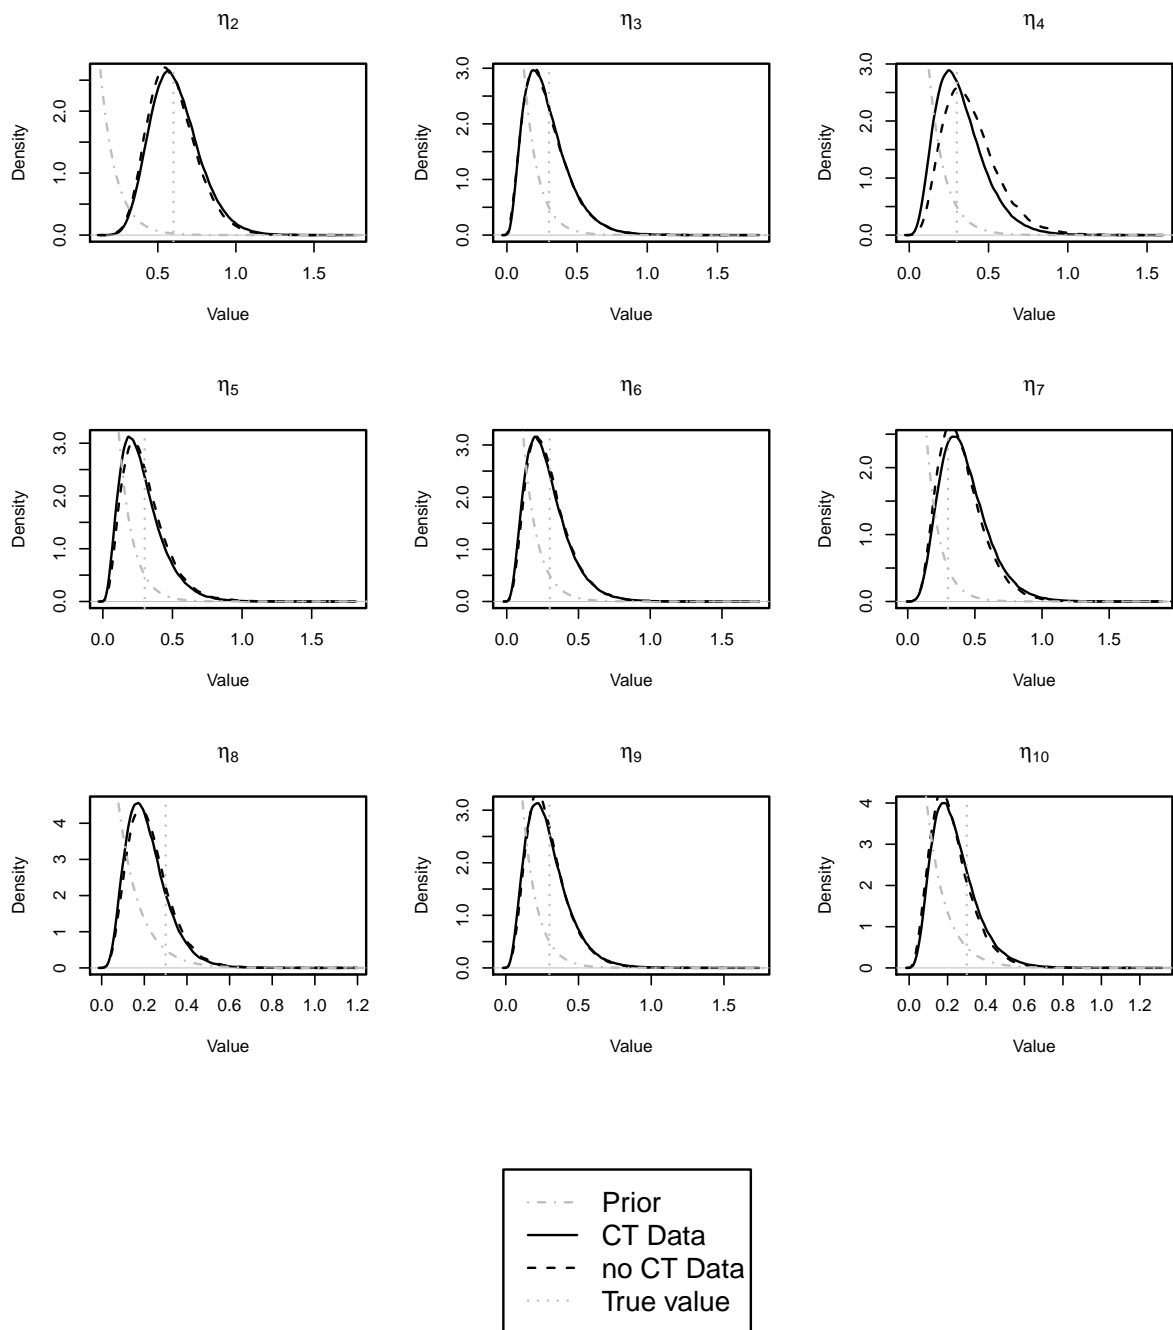 η2 η3 η4
Density 0.0 1.0 2.0
0.5 1.0 1.5
Value
Density 0.0 1.0 2.0 3.0
0.0 0.5 1.0 1.5
Value
Density 0.0 1.0 2.0 3.0
0.0 0.5 1.0 1.5
Value
η5 η6 η7
Density 0.0 1.0 2.0 3.0
0.0 0.5 1.0 1.5
Value
Density 0.0 1.0 2.0 3.0
0.0 0.5 1.0 1.5
Value
Density 0.0 1.0 2.0
0.0 0.5 1.0 1.5
Value
η8 η9 η10
Density 0 1 2 3 4
0.0 0.2 0.4 0.6 0.8 1.0 1.2
Value
Density 0.0 1.0 2.0 3.0
0.0 0.5 1.0 1.5
Value
Density 0 1 2 3 4
0.0 0.2 0.4 0.6 0.8 1.0 1.2
Value
Prior
CT Data
no CT Data
True value